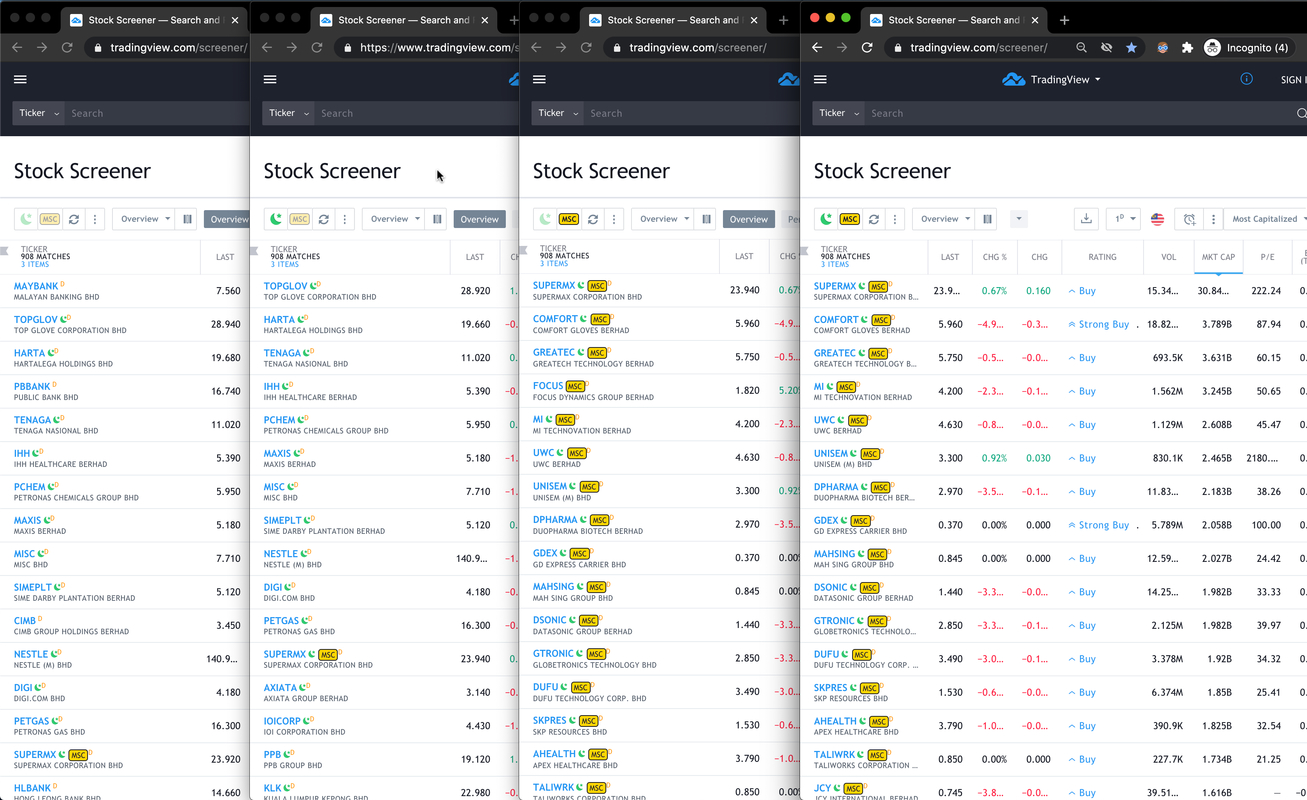 Stock Screener — Search and
tradingview.com/screener/
Ticker
Search
Stock Screener
MSC
Overview
Overview
TICKER
908 MATCHES
3 ITEMS
LAST
MAYBANK D
MALAYAN BANKING BHD
7.560
TOPGLOV D
TOP GLOVE CORPORATION BHD
28.940
HARTA D
HARTALEGA HOLDINGS BHD
19.680
PBBANK D
PUBLIC BANK BHD
16.740
TENAGA D
TENAGA NASIONAL BHD
11.020
IHH D
IHH HEALTHCARE BERHAD
5.390
PCHEM D
PETRONAS CHEMICALS GROUP BHD
5.950
MAXIS D
MAXIS BERHAD
5.180
MISC D
MISC BHD
7.710
SIMEPLT D
SIME DARBY PLANTATION BERHAD
5.120
CIMB D
CIMB GROUP HOLDINGS BERHAD
3.450
NESTLE D
NESTLE (M) BHD
140.9...
DIGI D
DIGI.COM BHD
4.180
PETGAS D
PETRONAS GAS BHD
16.300
SUPERMX MSC D
SUPERMAX CORPORATION BHD
23.920
HLBANK D
HONG LEONG BANK BHD
14.660
Stock Screener — Search and
https://www.tradingview.com/s
Ticker
Search
Stock Screener
MSC
Overview
Overview
TICKER
908 MATCHES
3 ITEMS
LAST
TOPGLOV D
TOP GLOVE CORPORATION BHD
28.920
1.
HARTA D
HARTALEGA HOLDINGS BHD
19.660
−0.
TENAGA D
TENAGA NASIONAL BHD
11.020
0.
IHH D
IHH HEALTHCARE BERHAD
5.390
−0.
PCHEM D
PETRONAS CHEMICALS GROUP BHD
5.950
0.
MAXIS D
MAXIS BERHAD
5.180
−1.
MISC D
MISC BHD
7.710
−1.
SIMEPLT D
SIME DARBY PLANTATION BERHAD
5.120
0.
NESTLE D
NESTLE (M) BHD
140.9...
−1.
DIGI D
DIGI.COM BHD
4.180
−0.
PETGAS D
PETRONAS GAS BHD
16.300
−0.
SUPERMX MSC D
SUPERMAX CORPORATION BHD
23.940
0.
AXIATA D
AXIATA GROUP BERHAD
3.140
−0.
IOICORP D
IOI CORPORATION BHD
4.430
−1.
PPB D
PPB GROUP BHD
19.120
1.
KLK D
KUALA LUMPUR KEPONG BHD
22.980
−0.
Stock Screener — Search and
tradingview.com/screener/
Ticker
Search
Stock Screener
MSC
Overview
Overview
Pe
TICKER
908 MATCHES
3 ITEMS
LAST
CHG
SUPERMX MSC D
SUPERMAX CORPORATION BHD
23.940
0.67
COMFORT MSC D
COMFORT GLOVES BERHAD
5.960
−4.9...
GREATEC MSC D
GREATECH TECHNOLOGY BERHAD
5.750
−0.5...
FOCUS MSC D
FOCUS DYNAMICS GROUP BERHAD
1.820
5.20
MI MSC D
MI TECHNOVATION BERHAD
4.200
−2.3...
UWC MSC D
UWC BERHAD
4.630
−0.8...
UNISEM MSC D
UNISEM (M) BHD
3.300
0.92
DPHARMA MSC D
DUOPHARMA BIOTECH BERHAD
2.970
−3.5...
GDEX MSC D
GD EXPRESS CARRIER BHD
0.370
0.00
MAHSING MSC D
MAH SING GROUP BHD
0.845
0.00
DSONIC MSC D
DATASONIC GROUP BERHAD
1.440
−3.3...
GTRONIC MSC D
GLOBETRONICS TECHNOLOGY BHD
2.850
−3.3...
DUFU MSC D
DUFU TECHNOLOGY CORP. BHD
3.490
−3.0...
SKPRES MSC D
SKP RESOURCES BHD
1.530
−0.6...
AHEALTH MSC D
APEX HEALTHCARE BHD
3.790
−1.0...
TALIWRK MSC D
TALIWORKS CORPORATION BHD
0.850
0.00
Stock Screener — Search and
tradingview.com/screener/
Incognito (4)
TradingView
SIGN I
Ticker
Search
Stock Screener
MSC
Overview
1D
Most Capitalized
TICKER
908 MATCHES
3 ITEMS
LAST CHG % CHG RATING VOL MKT CAP P/E
SUPERMX MSC D
SUPERMAX CORPORATION B...
23.9... 0.67% 0.160 Buy 15.34... 30.84... 222.24 0.
COMFORT MSC D
COMFORT GLOVES BERHAD
5.960 −4.9... −0.3... Strong Buy 18.82... 3.789B 87.94 0.
GREATEC MSC D
GREATECH TECHNOLOGY B...
5.750 −0.5... −0.0... Buy 693.5K 3.631B 60.15 0.
MI MSC D
MI TECHNOVATION BERHAD
4.200 −2.3... −0.1... Buy 1.562M 3.245B 50.65 0.
UWC MSC D
UWC BERHAD
4.630 −0.8... −0.0... Buy 1.129M 2.608B 45.47 0.
UNISEM MSC D
UNISEM (M) BHD
3.300 0.92% 0.030 Buy 830.1K 2.465B 2180.... 0.
DPHARMA MSC D
DUOPHARMA BIOTECH BER...
2.970 −3.5... −0.1... Buy 11.83... 2.183B 38.26 0.
GDEX MSC D
GD EXPRESS CARRIER BHD
0.370 0.00% 0.000 Strong Buy 5.789M 2.058B 100.00 0.
MAHSING MSC D
MAH SING GROUP BHD
0.845 0.00% 0.000 Buy 12.59... 2.027B 24.42 0.
DSONIC MSC D
DATASONIC GROUP BERHAD
1.440 −3.3... −0.0... Buy 14.25... 1.982B 33.33 0.
GTRONIC MSC D
GLOBETRONICS TECHNOLO...
2.850 −3.3... −0.1... Buy 2.125M 1.982B 39.97 0.
DUFU MSC D
DUFU TECHNOLOGY CORP. ...
3.490 −3.0... −0.1... Buy 3.378M 1.92B 34.32 0.
SKPRES MSC D
SKP RESOURCES BHD
1.530 −0.6... −0.0... Buy 6.374M 1.85B 25.41 0.
AHEALTH MSC D
APEX HEALTHCARE BHD
3.790 −1.0... −0.0... Buy 390.9K 1.825B 32.54 0.
TALIWRK MSC D
TALIWORKS CORPORATION ...
0.850 0.00% 0.000 Buy 227.7K 1.734B 21.25 0.
JCY MSC D
JCY INTERNATIONAL BERHAD
0.745 −3.8... −0.0... Buy 39.51... 1.616B — −0